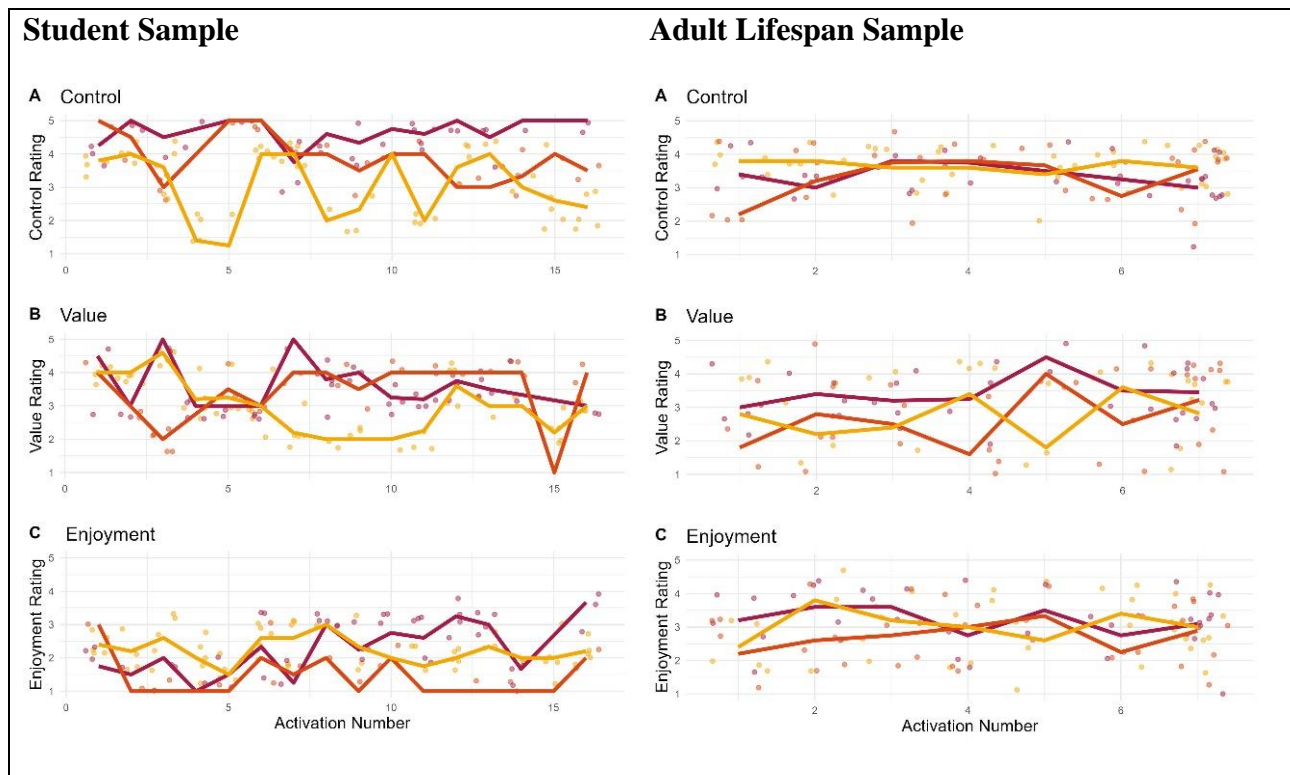 Student Sample
Adult Lifespan Sample
A Control
5
4
3
2
1
Control Rating
0 5 10 15
B Value
5
4
3
2
1
Value Rating
0 5 10 15
C Enjoyment
5
4
3
2
1
Enjoyment Rating
0 5 10 15
Activation Number
A Control
5
4
3
2
1
Control Rating
2 4 6
B Value
5
4
3
2
1
Value Rating
2 4 6
C Enjoyment
5
4
3
2
1
Enjoyment Rating
2 4 6
Activation Number